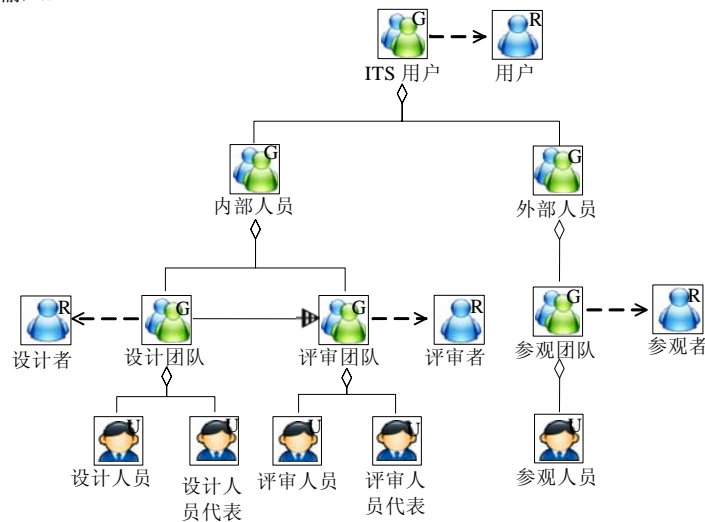 G
R
ITS 用户
用户
G
G
内部人员
外部人员
R
G
G
R
G
R
设计者
设计团队
评审团队
评审者
参观团队
参观者
U
U
U
U
U
设计人员
设计人
员代表
评审人员
评审人
员代表
参观人员